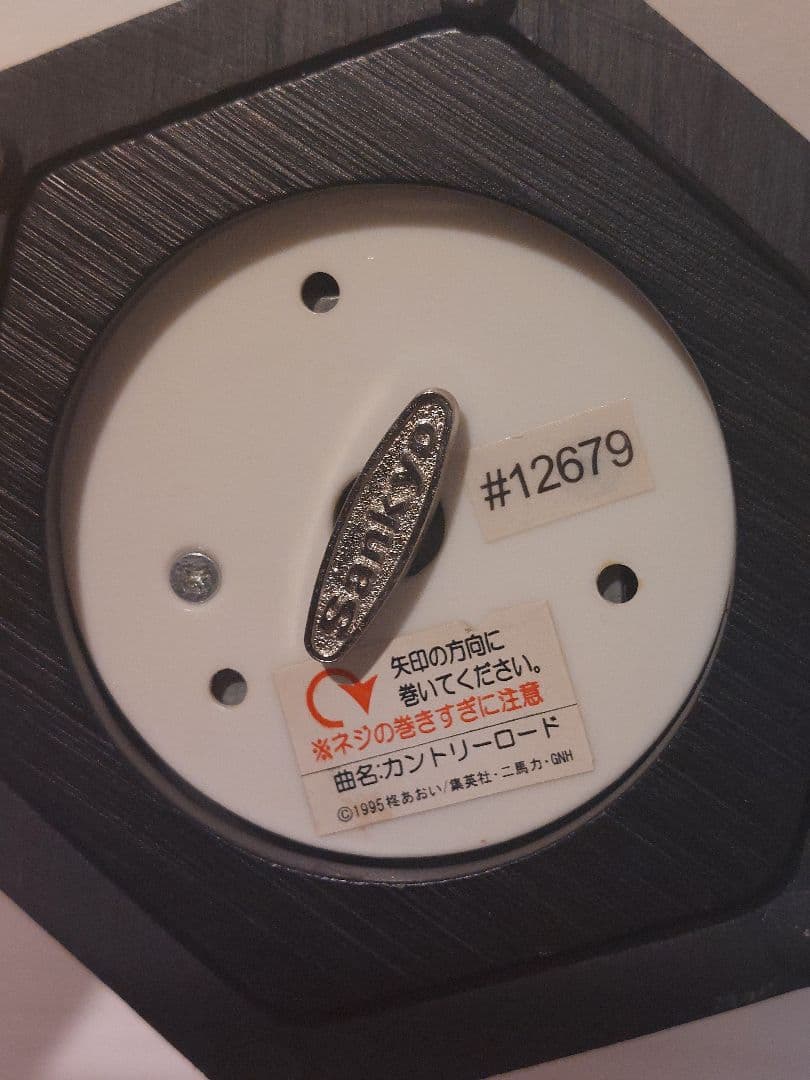 Sankyo
#12679
矢印の方向に
巻いてください。
※ネジの巻きすぎに注意
曲名:カントリーロード
©1995柊あおい/集英社・二馬力・GNH